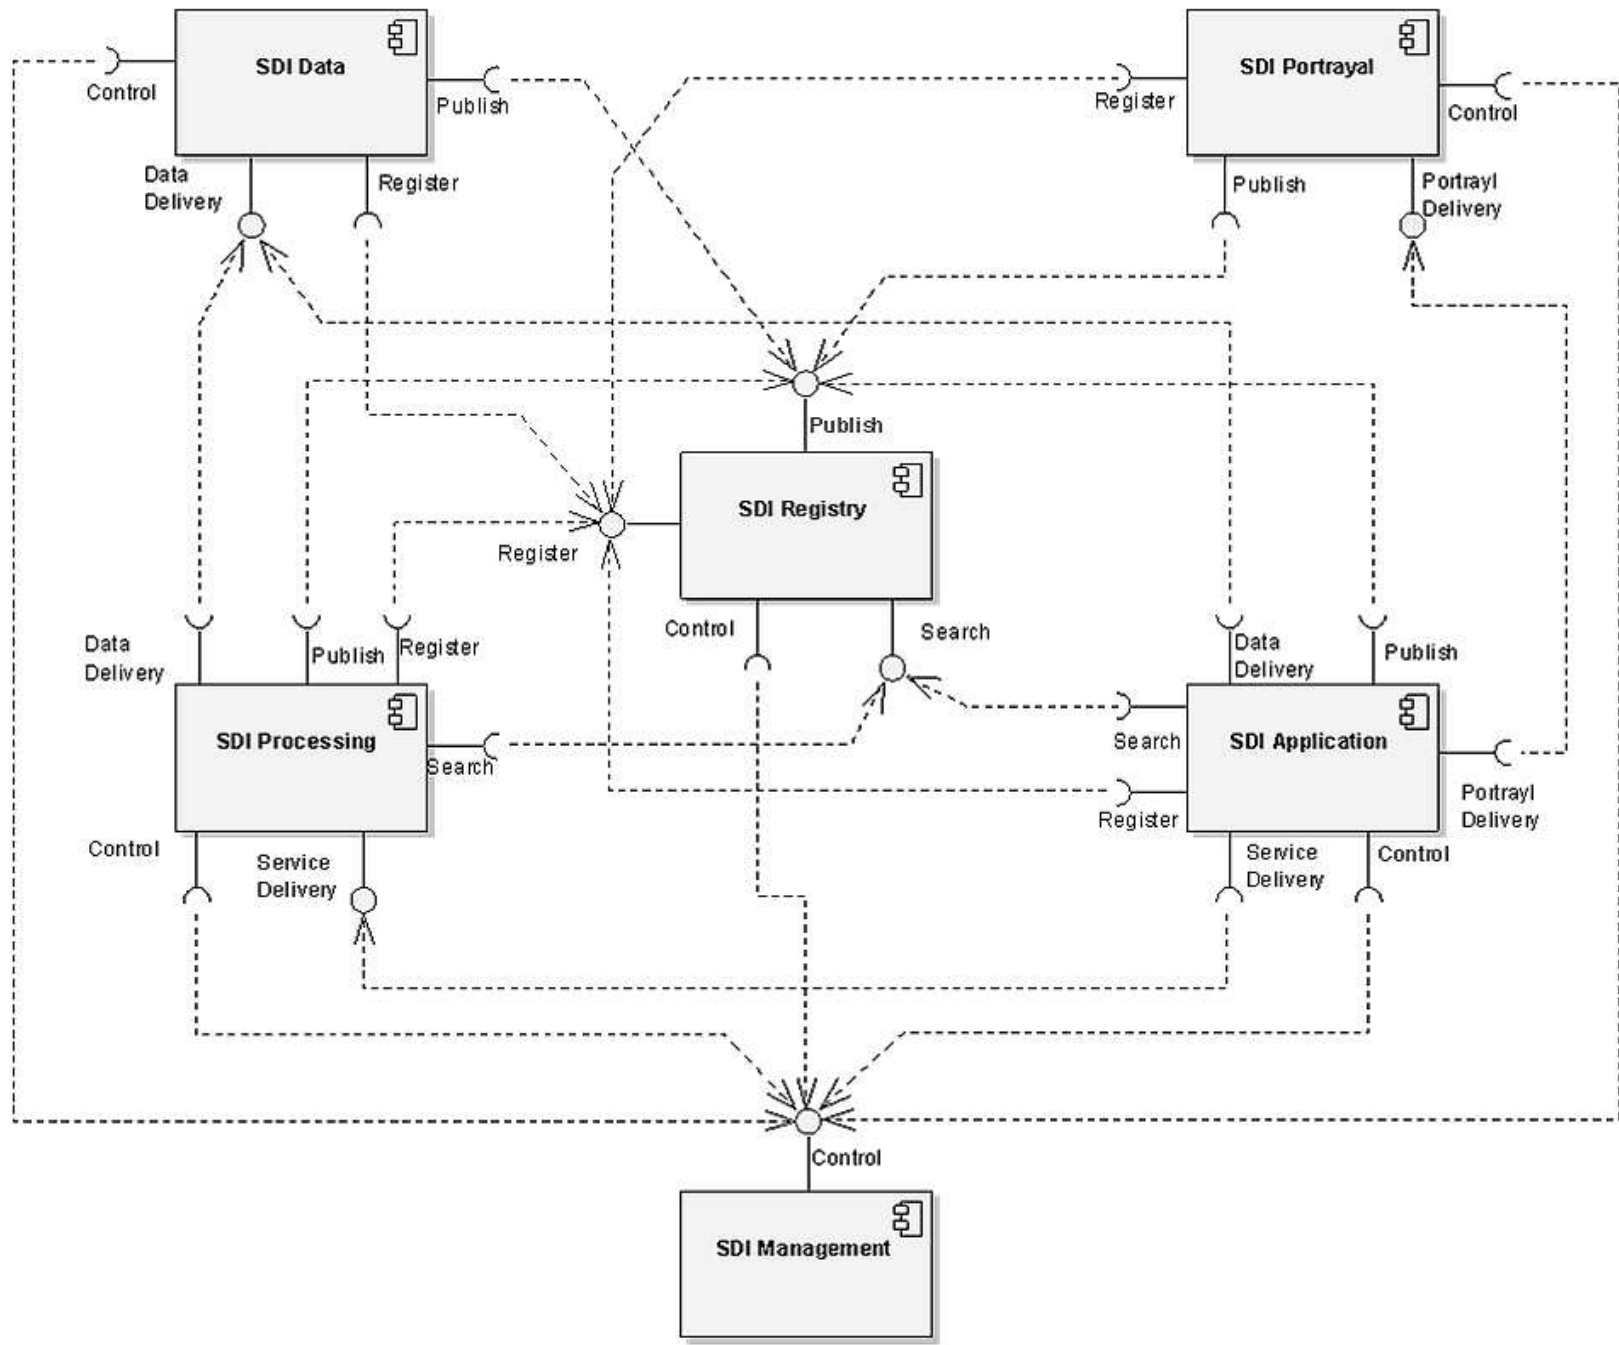 SDI Data
Control
Publish
Data
Delivery
Register
SDI Portrayal
Register
Control
Publish
Portrayl
Delivery
Publish
SDI Registry
Register
Control
Search
Data
Delivery
Publish
Register
SDI Processing
Search
Control
Service
Delivery
Data
Delivery
Publish
SDI Application
Search
Register
Portrayl
Delivery
Service
Delivery
Control
Control
SDI Management